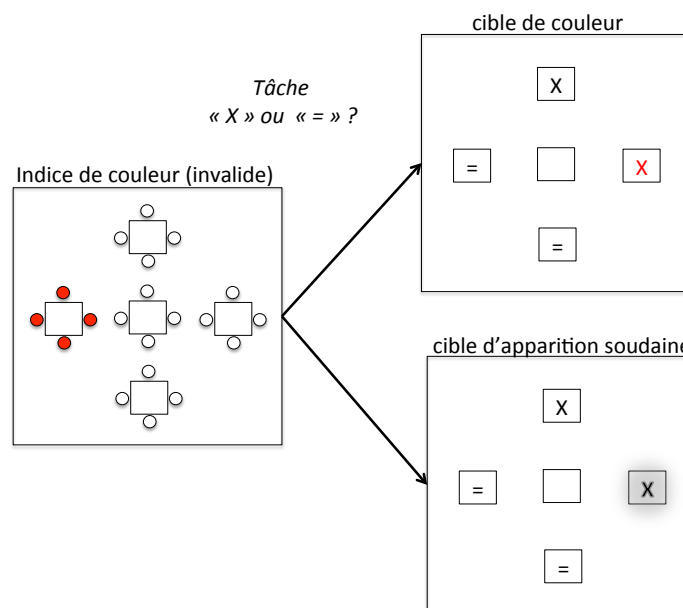 cible de couleur
Tâche
« X » ou « = » ?
X
= X
=
Indice de couleur (invalide)
cible d'apparition soudaine
X
= X
=